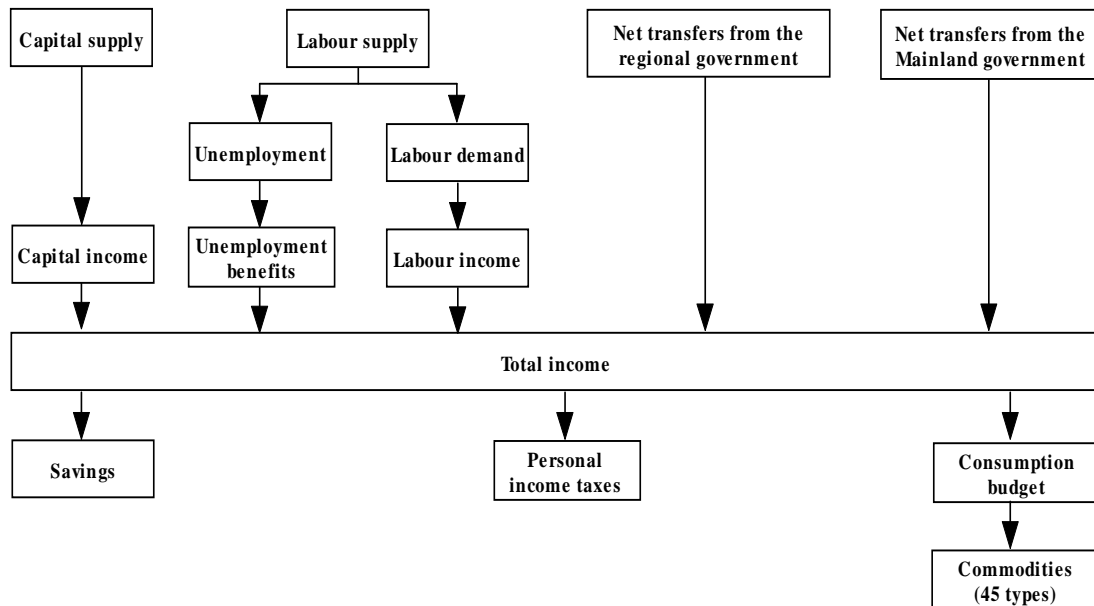 Capital supply
Labour supply
Net transfers from the
regional government
Net transfers from the
Mainland government
Unemployment
Labour demand
Capital income
Unemployment
benefits
Labour income
Total income
Savings
Personal
income taxes
Consumption
budget
Commodities
(45 types)